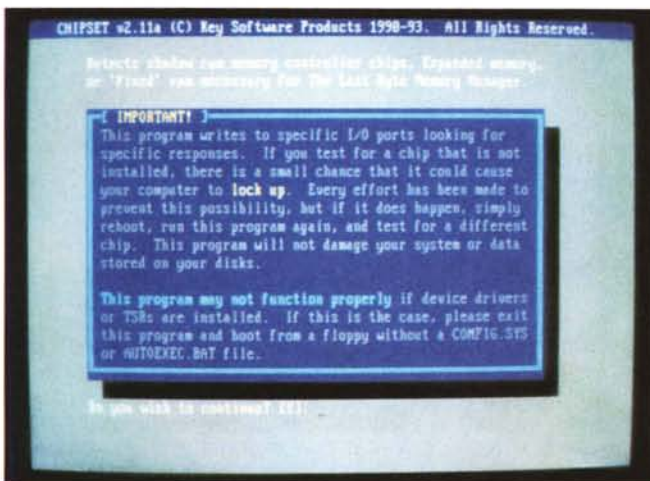 CHIPSET v2.11a (C) Key Software Products 1990-93. All Rights Reserved.
Detects shadow ram memory controller chips, Expanded memory,
or 'Fixed' ram necessary for The Last Byte Memory Manager.
[ IMPORTANT! ]
This program writes to specific I/O ports looking for
specific responses. If you test for a chip that is not
installed, there is a small chance that it could cause
your computer to lock up. Every effort has been made to
prevent this possibility, but if it does happen, simply
reboot, run this program again, and test for a different
chip. This program will not damage your system or data
stored on your disks.
This program may not function properly if device drivers
or TSRs are installed. If this is the case, please exit
this program and boot from a floppy without a CONFIG.SYS
or AUTOEXEC.BAT file.
Do you wish to continue?